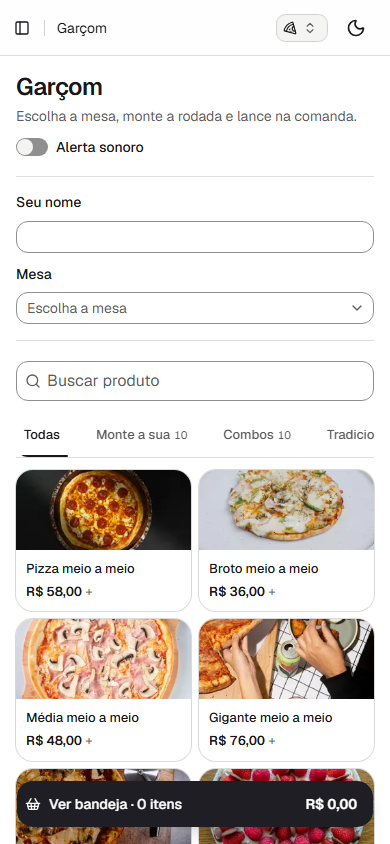 Garçom
Garçom
Escolha a mesa, monte a rodada e lance na comanda.
Alerta sonoro
Seu nome
Mesa
Escolha a mesa
Buscar produto
Todas Monte a sua 10 Combos 10 Tradicio
Pizza meio a meio
R$ 58,00 +
Broto meio a meio
R$ 36,00 +
Média meio a meio
R$ 48,00 +
Gigante meio a meio
R$ 76,00 +
Ver bandeja · 0 itens R$ 0,00